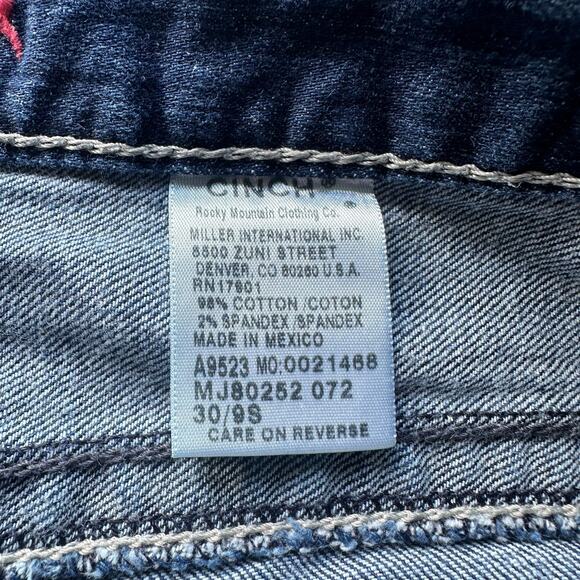 CINCH®
Rocky Mountain Clothing Co. ®
MILLER INTERNATIONAL INC.
8500 ZUNI STREET
DENVER, CO 80260 U.S.A.
RN17801
98% COTTON /COTON
2% SPANDEX /SPANDEX
MADE IN MEXICO
A9523 MO:0021468
MJ80252 072
30/9S
CARE ON REVERSE